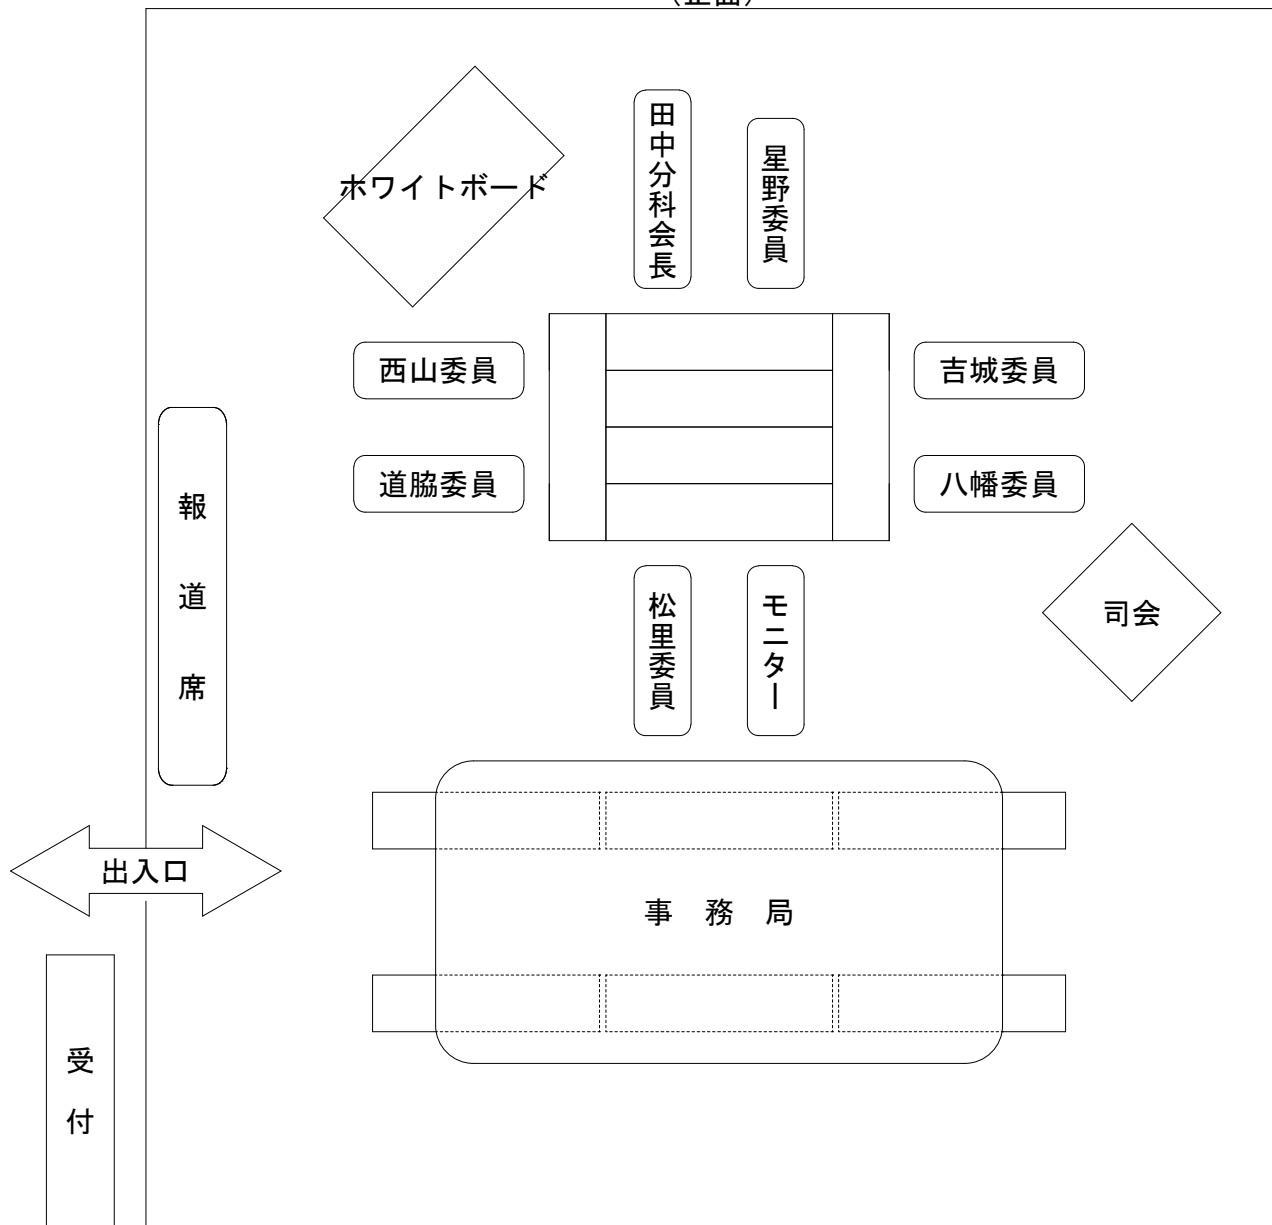 (正面)
田中分科会長
星野委員
ホワイトボード
西山委員
吉城委員
道脇委員
八幡委員
報道席
松里委員
モニター
司会
出入口
事務局
受付